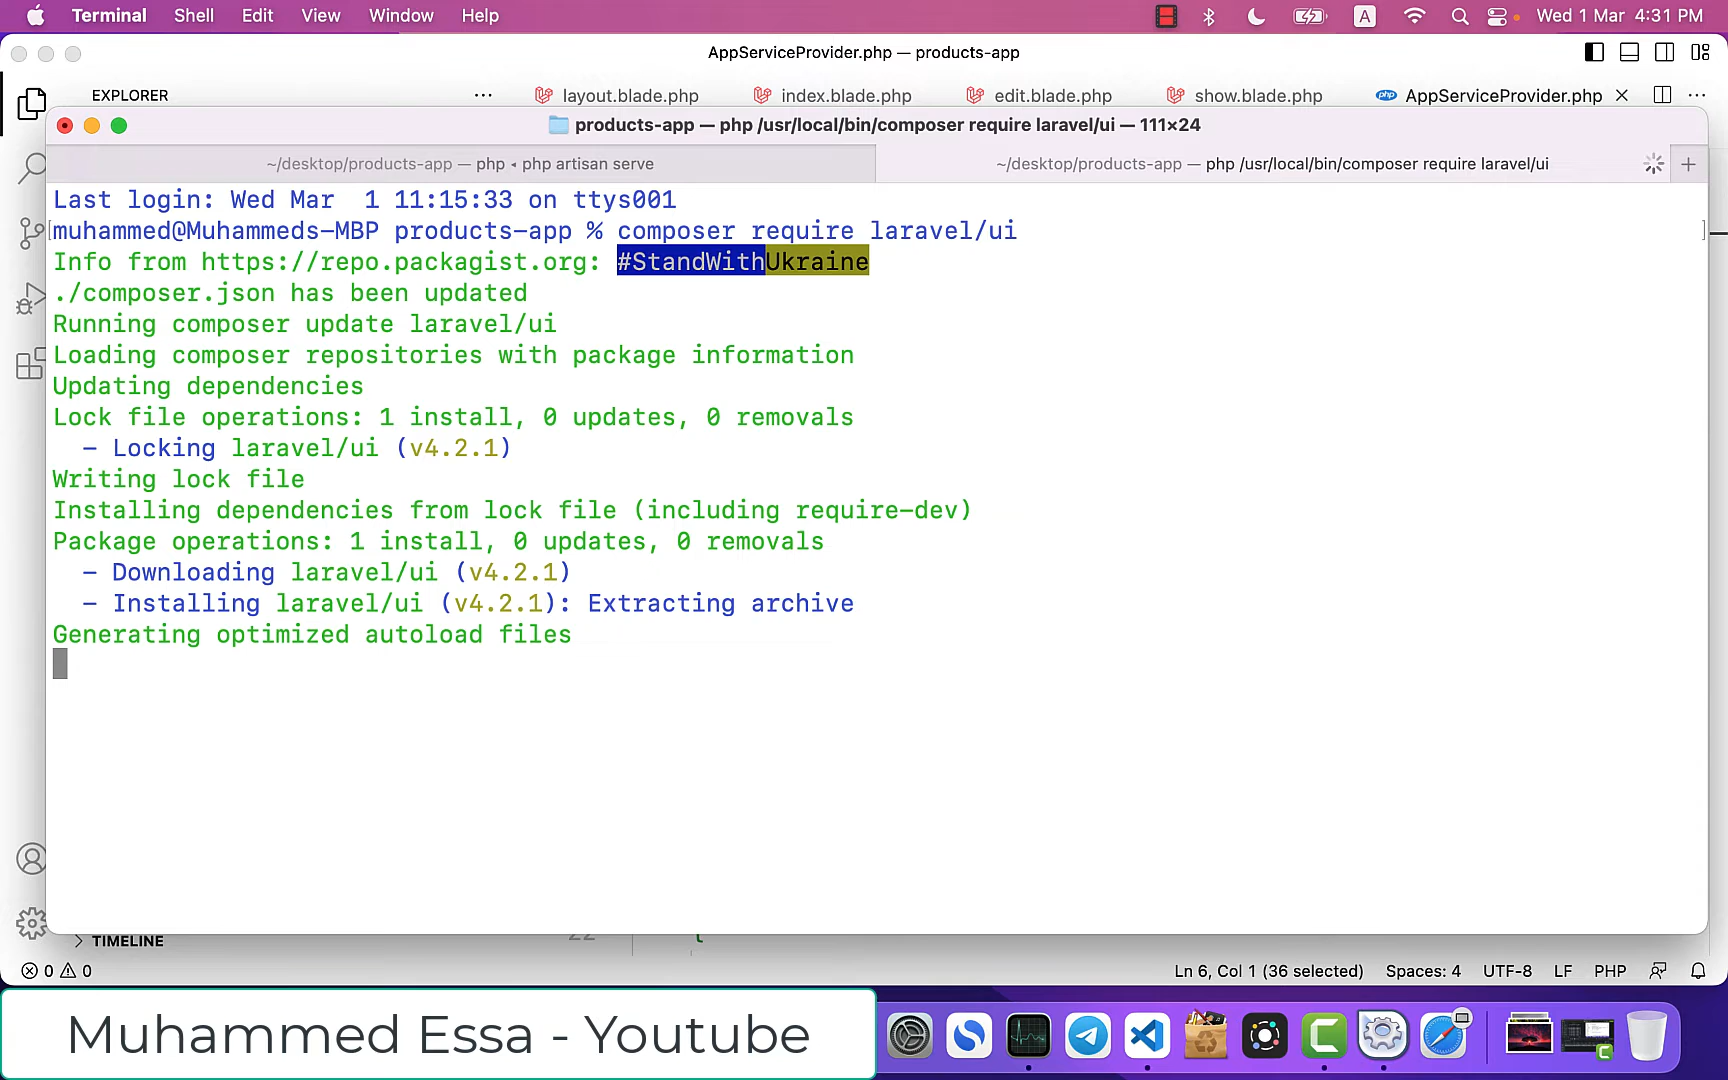 Terminal Shell Edit View Window Help A Wed 1 Mar 4:31 PM
AppServiceProvider.php — products-app
EXPLORER ··· layout.blade.php index.blade.php edit.blade.php show.blade.php php AppServiceProvider.php ···
products-app — php /usr/local/bin/composer require laravel/ui — 111×24
~/desktop/products-app — php ◂ php artisan serve ~/desktop/products-app — php /usr/local/bin/composer require laravel/ui
Last login: Wed Mar  1 11:15:33 on ttys001
[muhammed@Muhammeds-MBP products-app % composer require laravel/ui ]
Info from https://repo.packagist.org: #StandWithUkraine
./composer.json has been updated
Running composer update laravel/ui
Loading composer repositories with package information
Updating dependencies
Lock file operations: 1 install, 0 updates, 0 removals
  - Locking laravel/ui (v4.2.1)
Writing lock file
Installing dependencies from lock file (including require-dev)
Package operations: 1 install, 0 updates, 0 removals
  - Downloading laravel/ui (v4.2.1)
  - Installing laravel/ui (v4.2.1): Extracting archive
Generating optimized autoload files
TIMELINE
0 0 Ln 6, Col 1 (36 selected) Spaces: 4 UTF-8 LF PHP
Muhammed Essa - Youtube